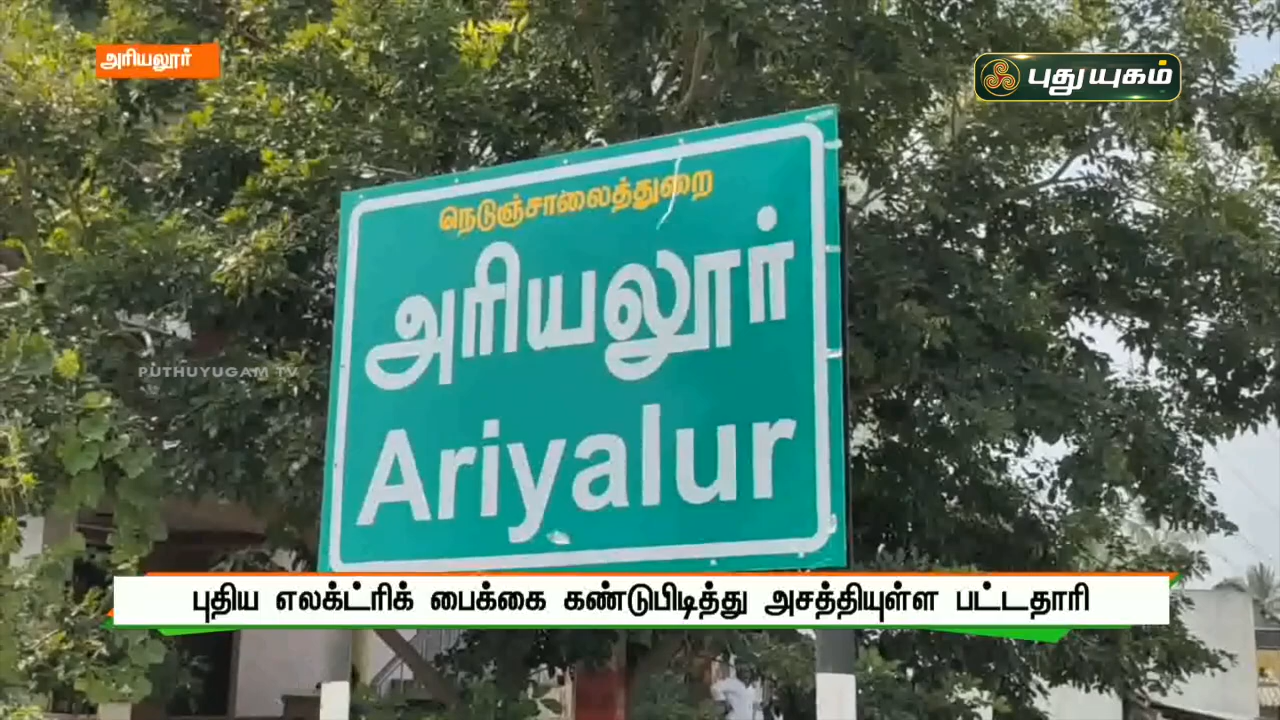 அரியலூர்
புதுயுகம்
நெடுஞ்சாலைத்துறை
அரியலூர்
PUTHUYUGAM TV
Ariyalur
புதிய எலக்ட்ரிக் பைக்கை கண்டுபிடித்து அசத்தியுள்ள பட்டதாரி